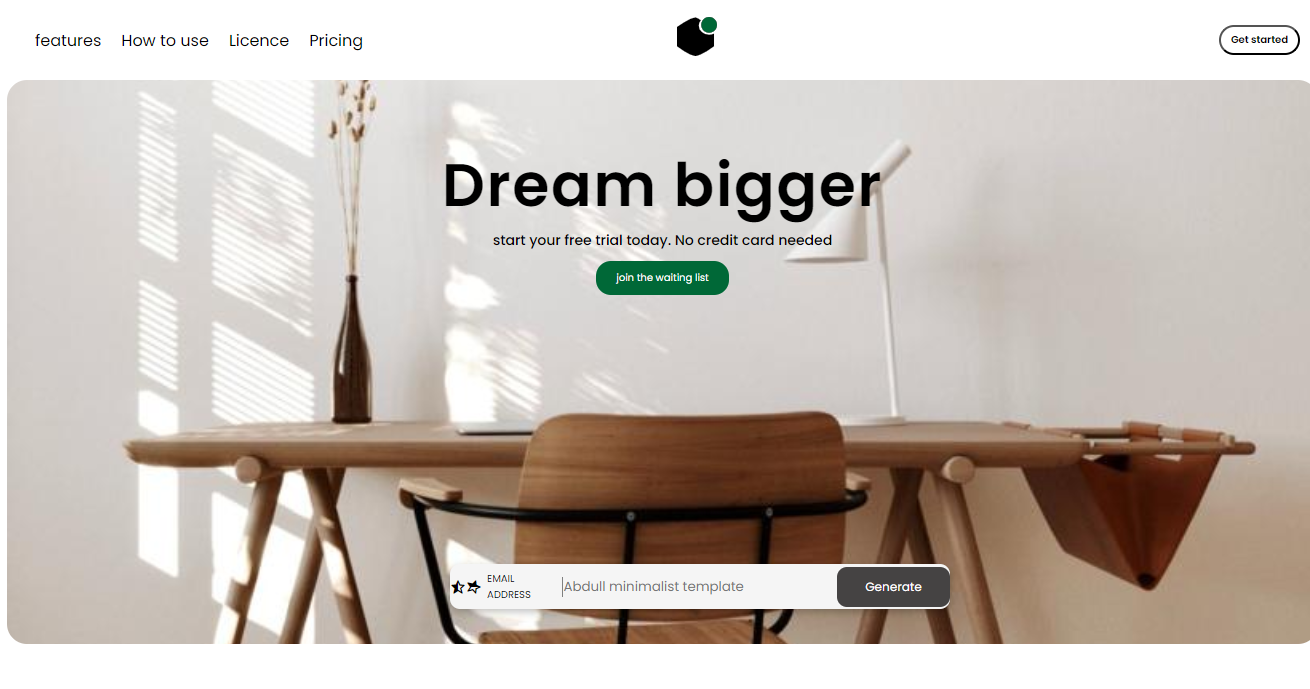 features How to use Licence Pricing Get started
Dream bigger
start your free trial today. No credit card needed
join the waiting list
EMAIL
ADDRESS
Abdull minimalist template
Generate